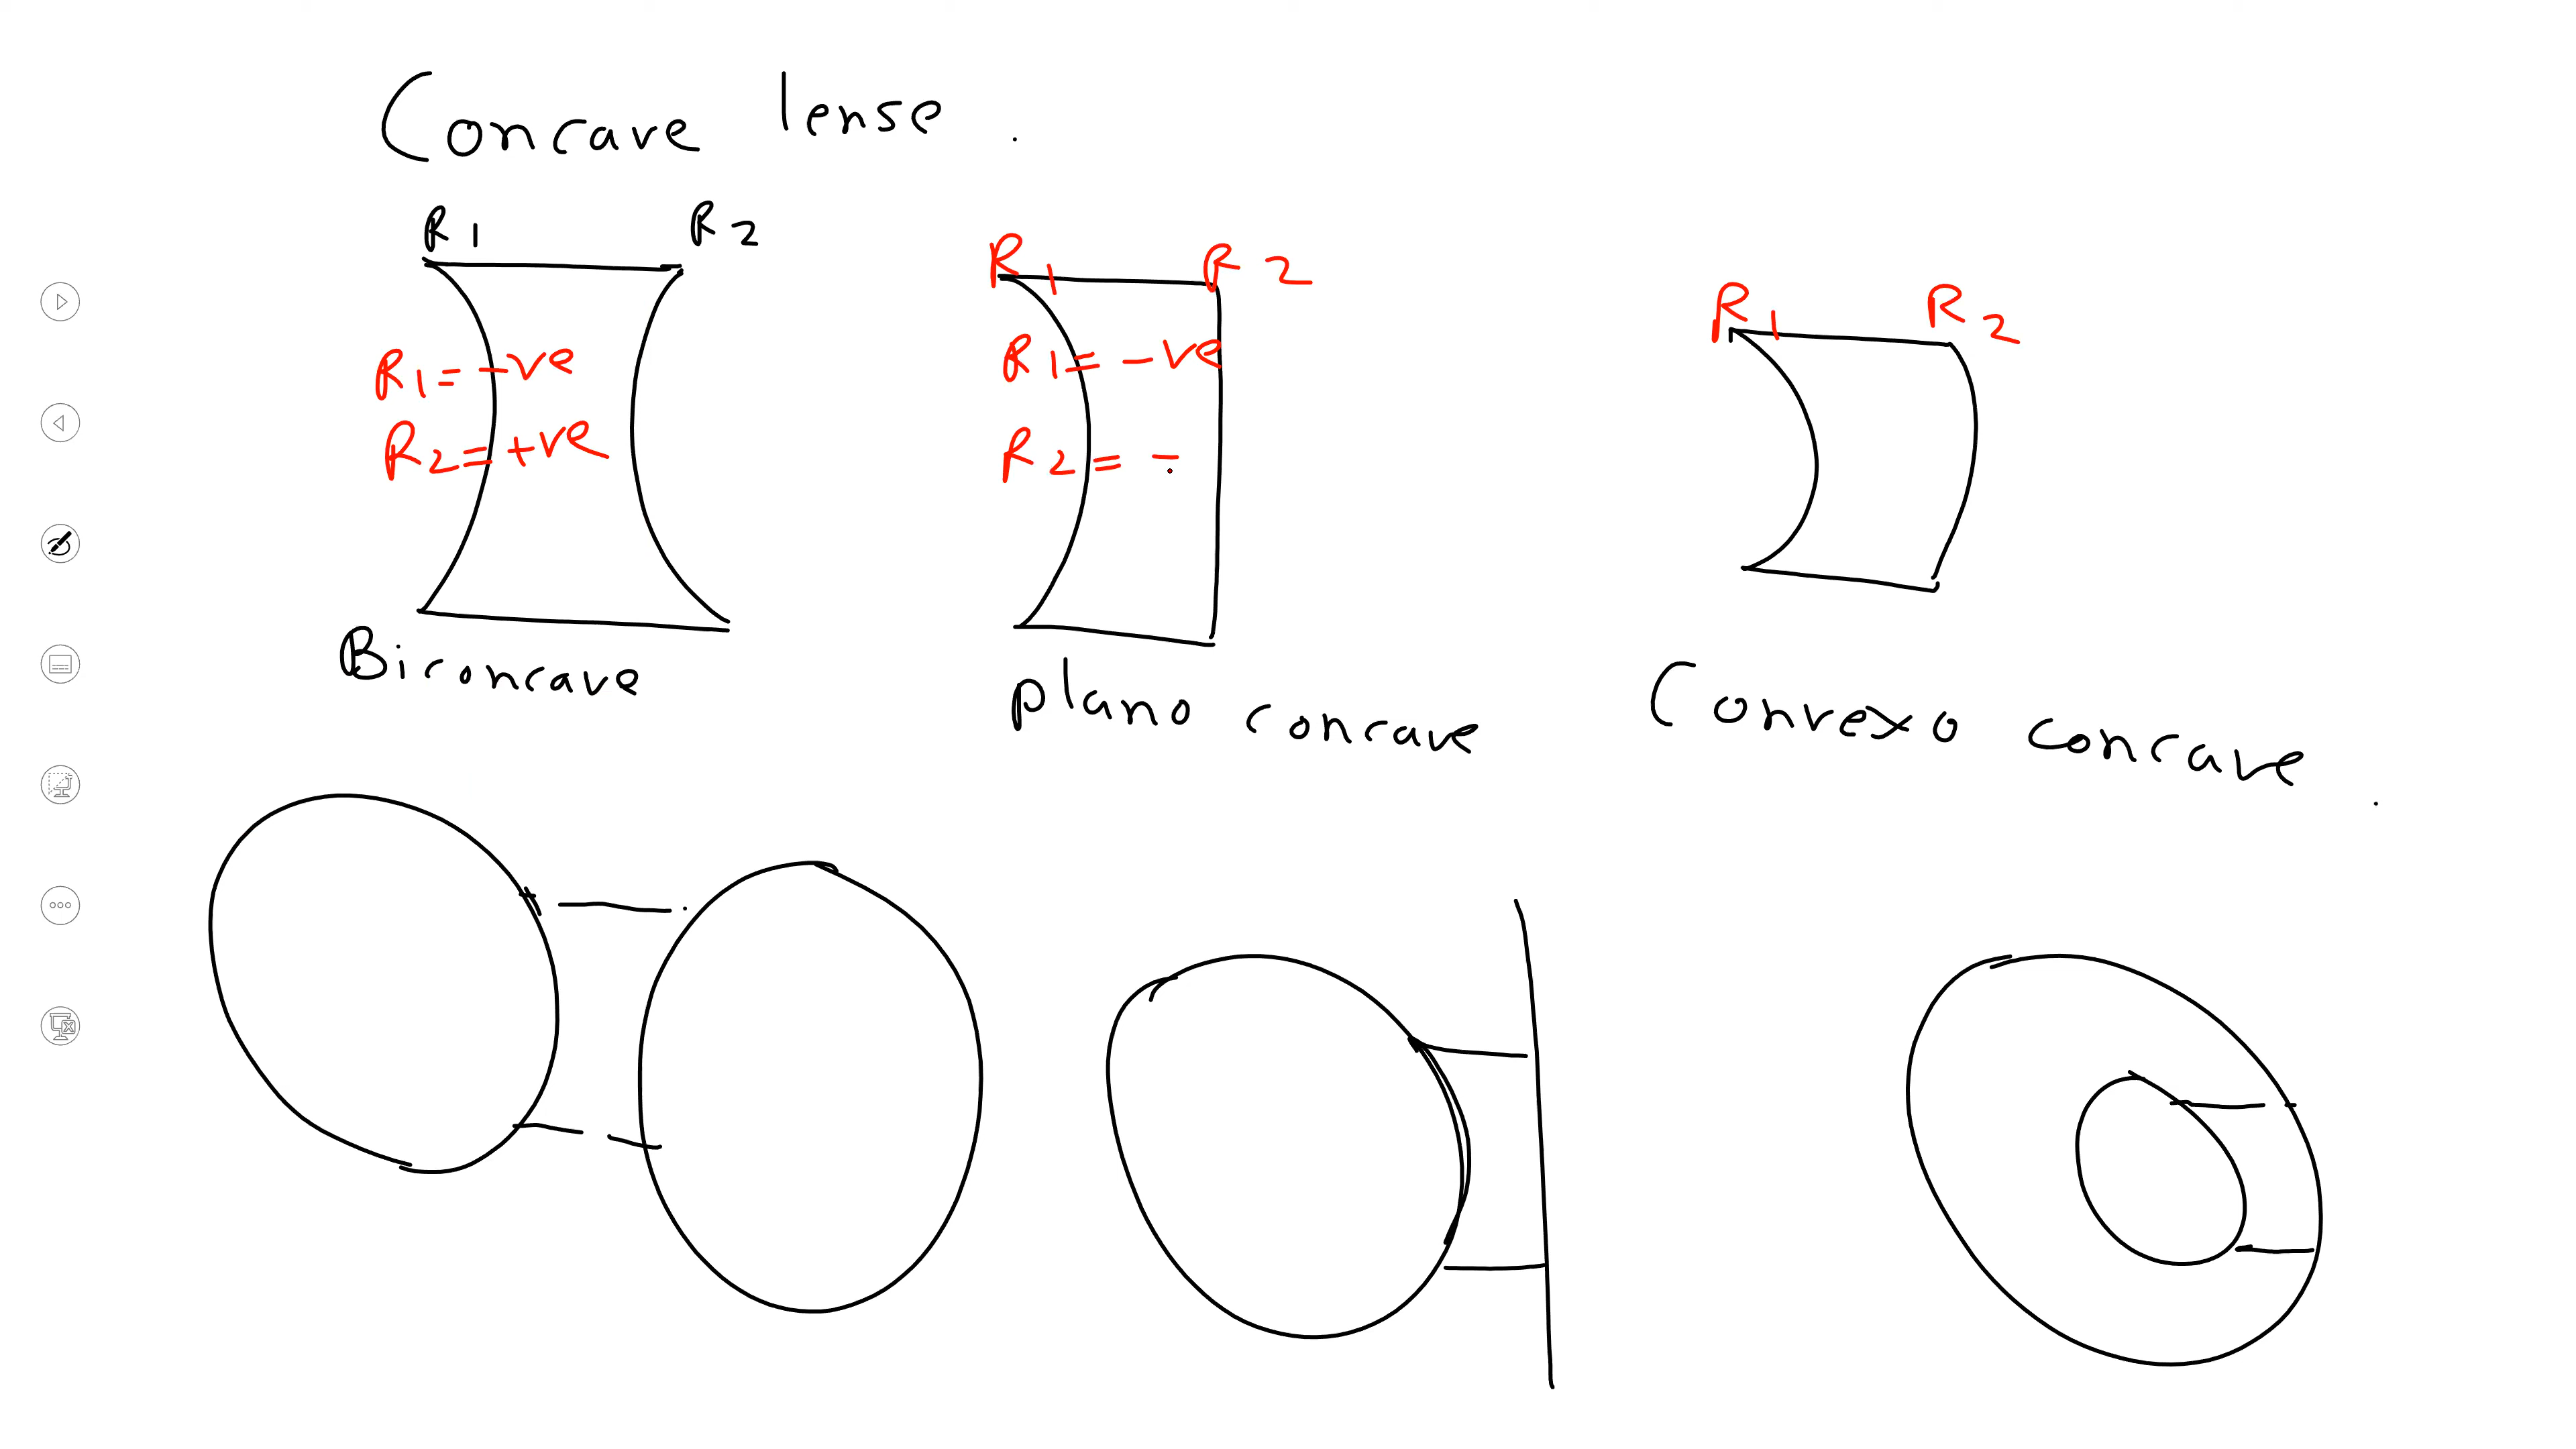 Concave lense.
R1 R2
R1 R2
R1 R2
R1 = -ve
R2 = +ve
R1 = -ve
R2 = -
Biconcave
plano concave
Convexo concave.